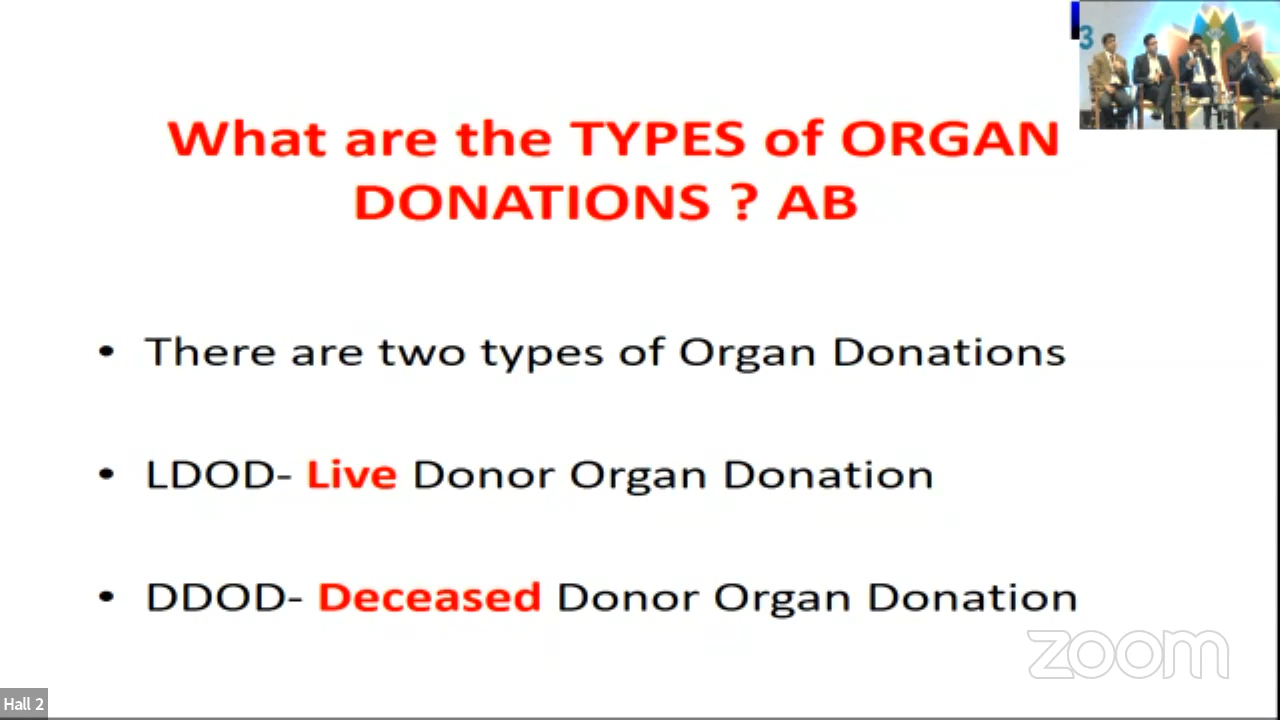 3
What are the TYPES of ORGAN
DONATIONS ? AB
• There are two types of Organ Donations
• LDOD- Live Donor Organ Donation
• DDOD- Deceased Donor Organ Donation
zoom
Hall 2